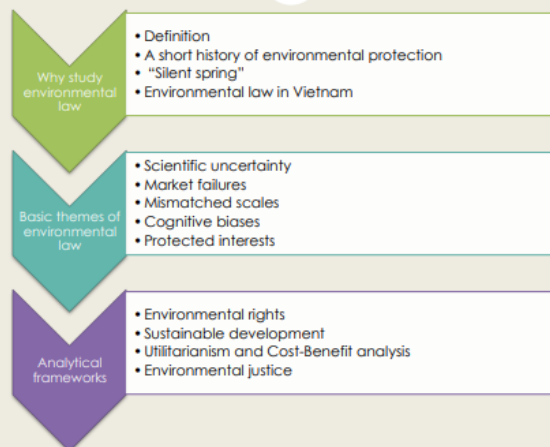 Why study
environmental
law
• Definition
• A short history of environmental protection
• “Silent spring”
• Environmental law in Vietnam
Basic themes of
environmental
law
• Scientific uncertainty
• Market failures
• Mismatched scales
• Cognitive biases
• Protected interests
Analytical
frameworks
• Environmental rights
• Sustainable development
• Utilitarianism and Cost-Benefit analysis
• Environmental justice